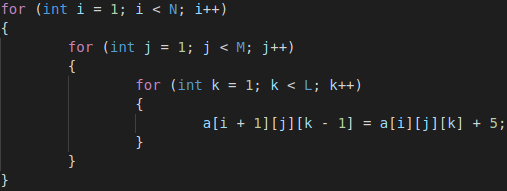 for (int i = 1; i < N; i++)
{
for (int j = 1; j < M; j++)
{
for (int k = 1; k < L; k++)
{
a[i + 1][j][k - 1] = a[i][j][k] + 5;
}
}
}